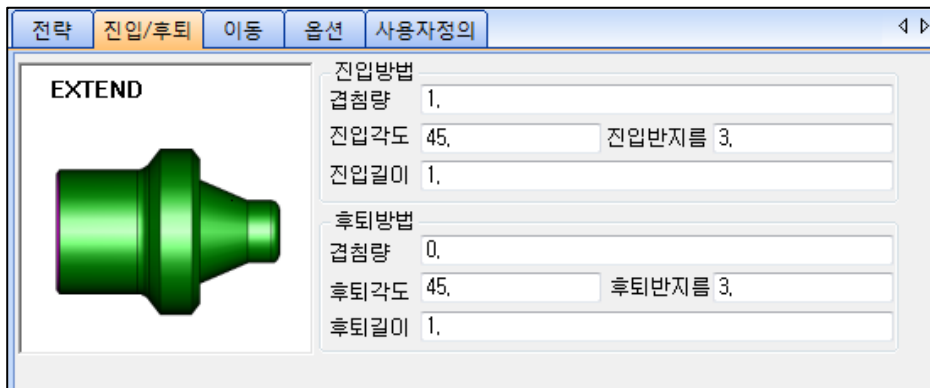 전략 진입/후퇴 이동 옵션 사용자정의
EXTEND
진입방법
겹침량 1,
진입각도 45, 진입반지름 3,
진입길이 1,
후퇴방법
겹침량 0,
후퇴각도 45, 후퇴반지름 3,
후퇴길이 1,